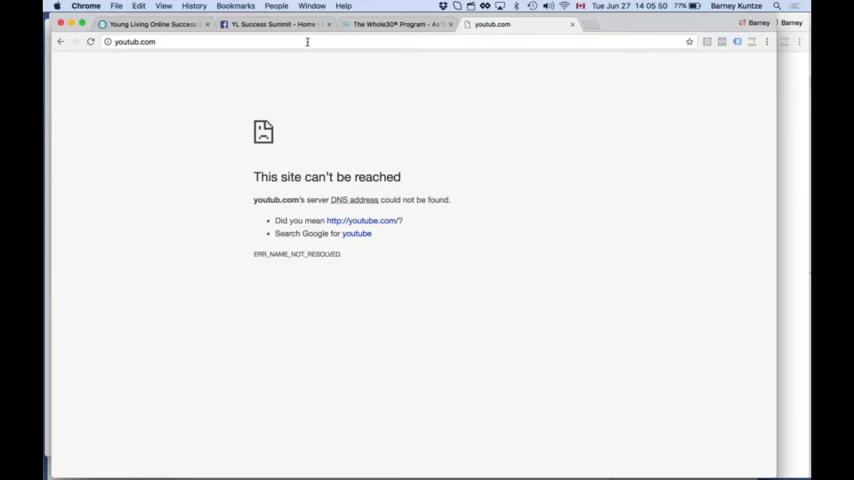 Chrome File Edit View History Bookmarks People Window Help Tue Jun 27 14 05 50 77% Barney Kuntze
Young Living Online Success S YL Success Summit - Home | The Whole30® Program - As youtub.com Barney Barney
youtub.com
This site can't be reached
youtub.com's server DNS address could not be found.
• Did you mean http://youtube.com/?
• Search Google for youtube
ERR_NAME_NOT_RESOLVED